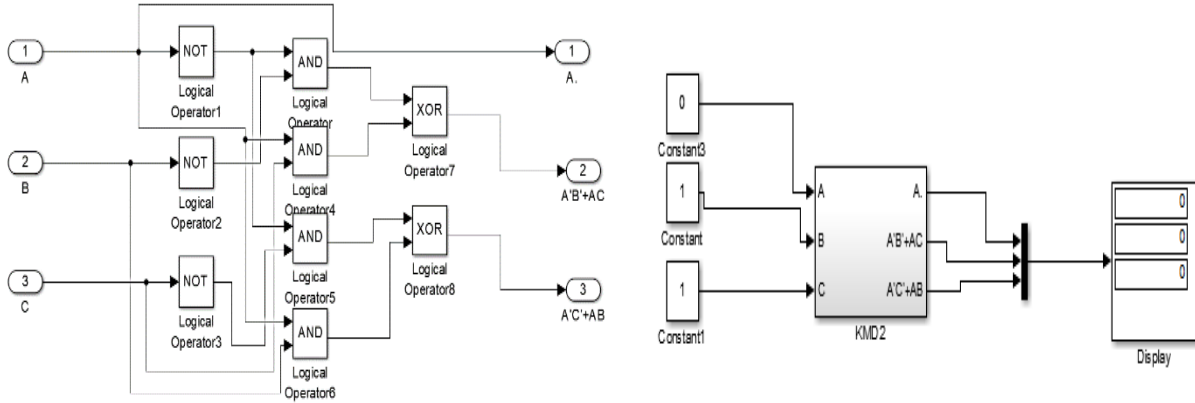 1
A
NOT
Logical
Operator1
AND
Logical
Operator
1
A.
2
B
NOT
Logical
Operator2
AND
Logical
Operator4
XOR
Logical
Operator7
2
A'B'+AC
3
C
NOT
Logical
Operator3
AND
Logical
Operator5
XOR
Logical
Operator8
3
A'C'+AB
AND
Logical
Operator6
0
Constant3
1
Constant
1
Constant1
A
B
C
A.
A'B'+AC
A'C'+AB
KMD2
0
0
0
Display